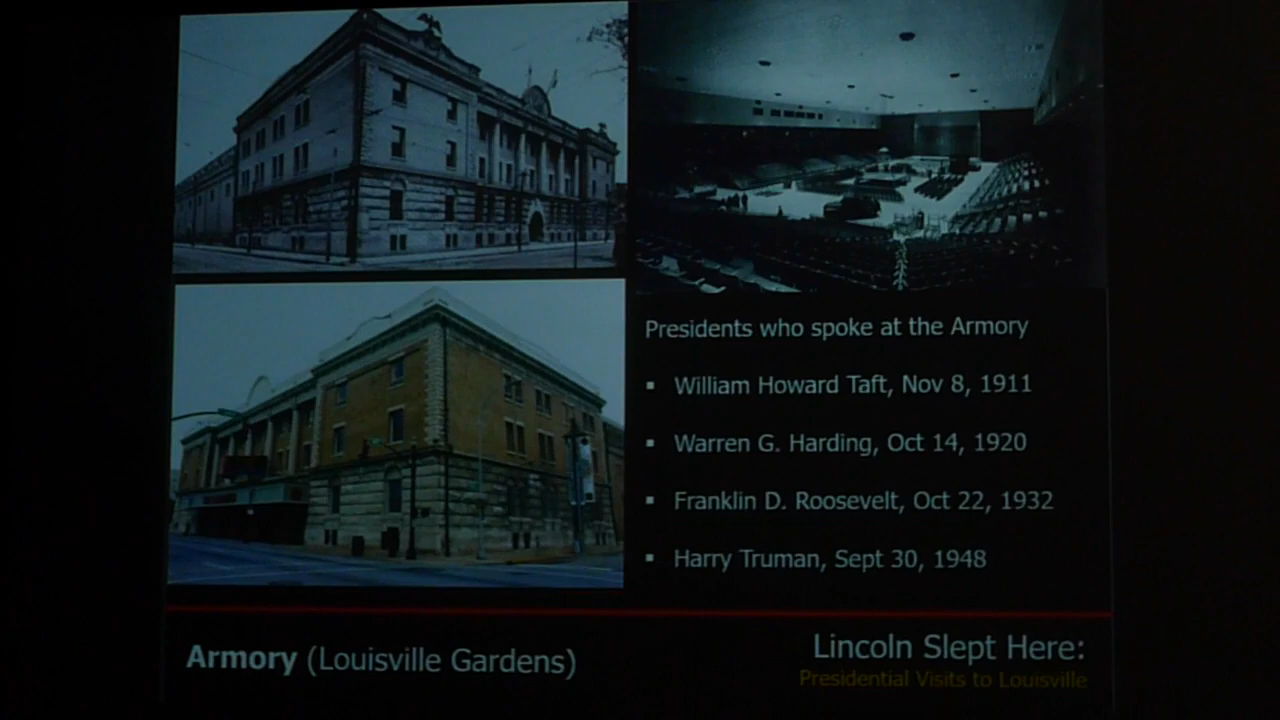 Presidents who spoke at the Armory
▪ William Howard Taft, Nov 8, 1911
▪ Warren G. Harding, Oct 14, 1920
▪ Franklin D. Roosevelt, Oct 22, 1932
▪ Harry Truman, Sept 30, 1948
Armory (Louisville Gardens)
Lincoln Slept Here:
Presidential Visits to Louisville